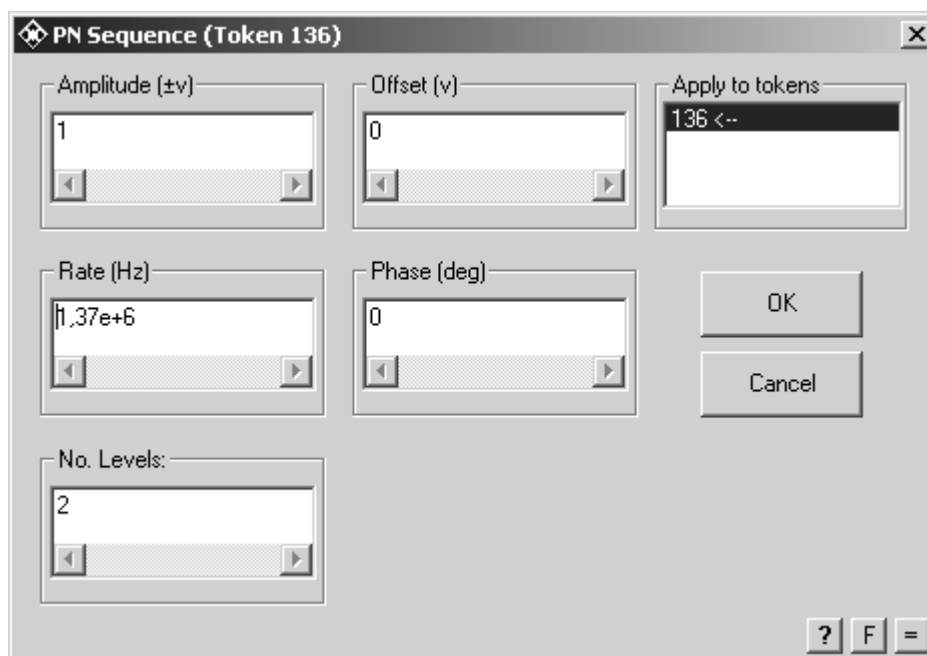 PN Sequence (Token 136)
Amplitude (±v)
1
Offset (v)
0
Apply to tokens
136 <--
Rate (Hz)
1,37e+6
Phase (deg)
0
OK
Cancel
No. Levels:
2
? F =